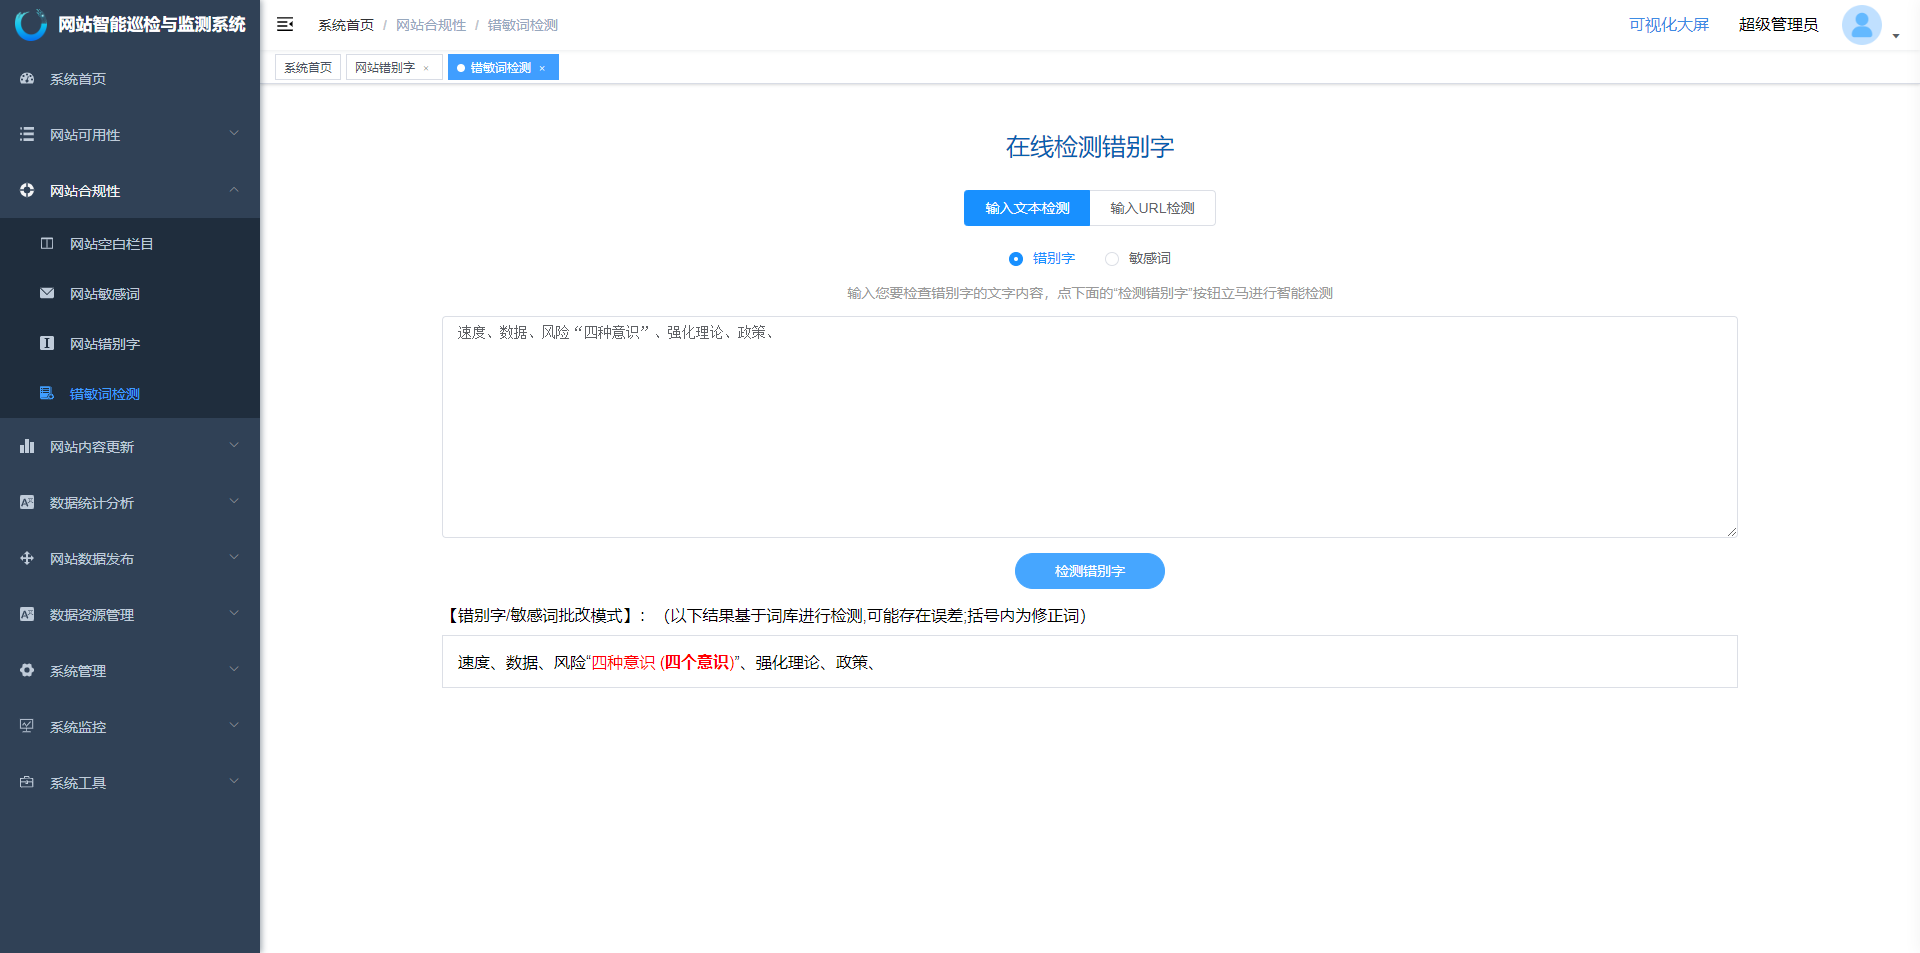 网站智能巡检与监测系统
系统首页
网站可用性
网站合规性
网站空白栏目
网站敏感词
网站错别字
错敏词检测
网站内容更新
数据统计分析
网站数据发布
数据资源管理
系统管理
系统监控
系统工具
系统首页 / 网站合规性 / 错敏词检测
可视化大屏 超级管理员
系统首页 网站错别字 × 错敏词检测 ×
在线检测错别字
输入文本检测 输入URL检测
错别字 敏感词
输入您要检查错别字的文字内容，点下面的“检测错别字”按钮立马进行智能检测
速度、数据、风险“四种意识”、强化理论、政策、
检测错别字
【错别字/敏感词批改模式】：（以下结果基于词库进行检测,可能存在误差;括号内为修正词）
速度、数据、风险“四种意识 (四个意识)”、强化理论、政策、